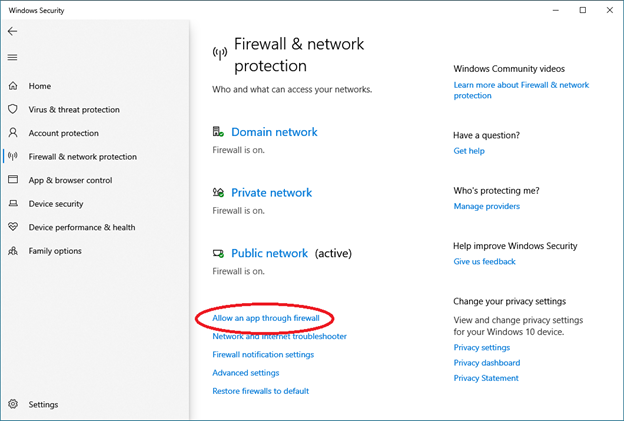 Windows Security
Home
Virus & threat protection
Account protection
Firewall & network protection
App & browser control
Device security
Device performance & health
Family options
Settings
Firewall & network
protection
Who and what can access your networks.
Domain network
Firewall is on.
Private network
Firewall is on.
Public network (active)
Firewall is on.
Allow an app through firewall
Network and Internet troubleshooter
Firewall notification settings
Advanced settings
Restore firewalls to default
Windows Community videos
Learn more about Firewall & network
protection
Have a question?
Get help
Who's protecting me?
Manage providers
Help improve Windows Security
Give us feedback
Change your privacy settings
View and change privacy settings
for your Windows 10 device.
Privacy settings
Privacy dashboard
Privacy Statement